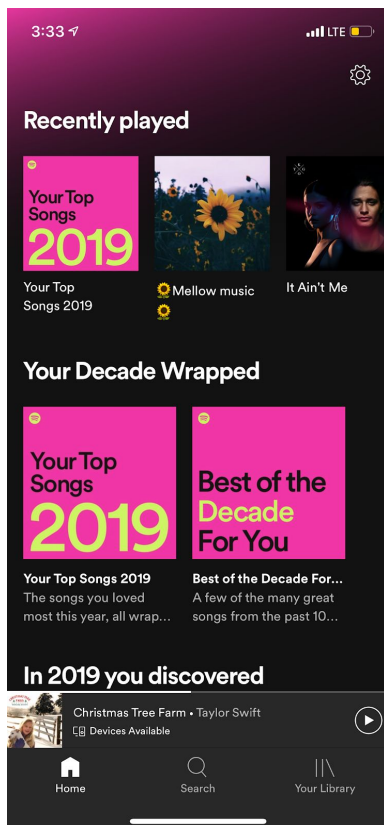 3:33
LTE
Recently played
Your Top
Songs
2019
Your Top
Songs 2019
🌻Mellow music
🌻
It Ain't Me
Your Decade Wrapped
Your Top
Songs
2019
Best of the
Decade
For You
Your Top Songs 2019
The songs you loved
most this year, all wrap...
Best of the Decade For...
A few of the many great
songs from the past 10...
In 2019 you discovered
Christmas Tree Farm • Taylor Swift
Devices Available
Home
Search
Your Library